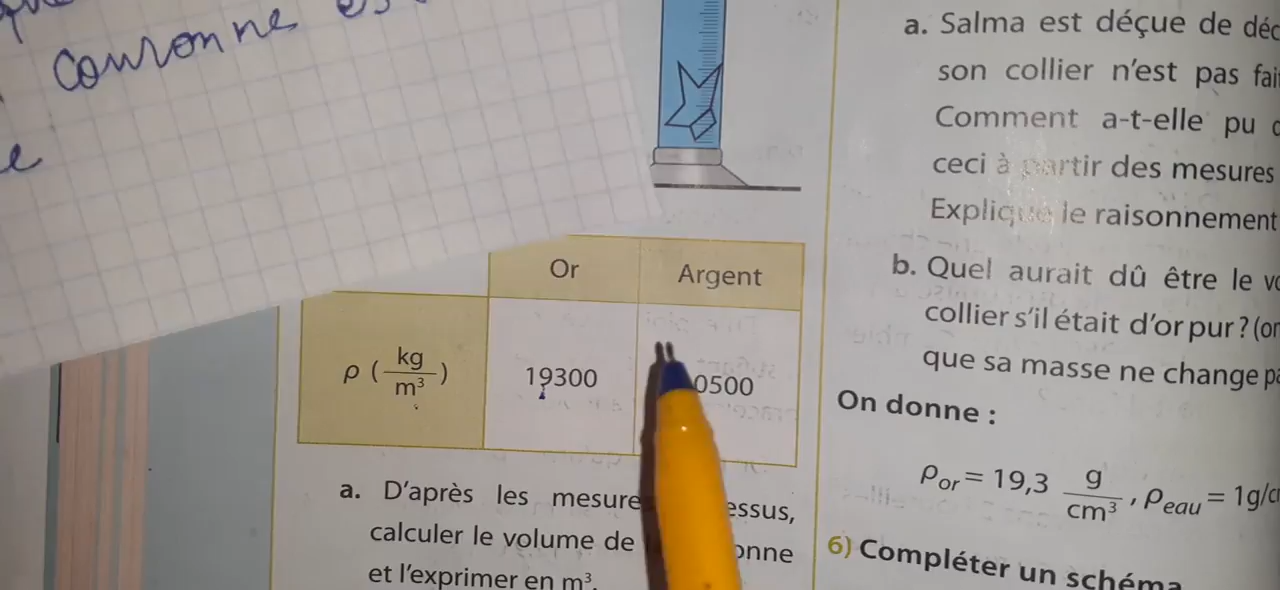 couronne
e
Or Argent
ρ (kg/m³) 19300 0500
a. D'après les mesure essus,
calculer le volume de onne
et l'exprimer en m³.
a. Salma est déçue de déc
son collier n'est pas fai
Comment a-t-elle pu
ceci à partir des mesures
Explique le raisonnement
b. Quel aurait dû être le v
collier s'il était d'or pur ? (or
que sa masse ne change pa
On donne :
ρor = 19,3 g/cm³, ρeau = 1g/c
6) Compléter un schéma